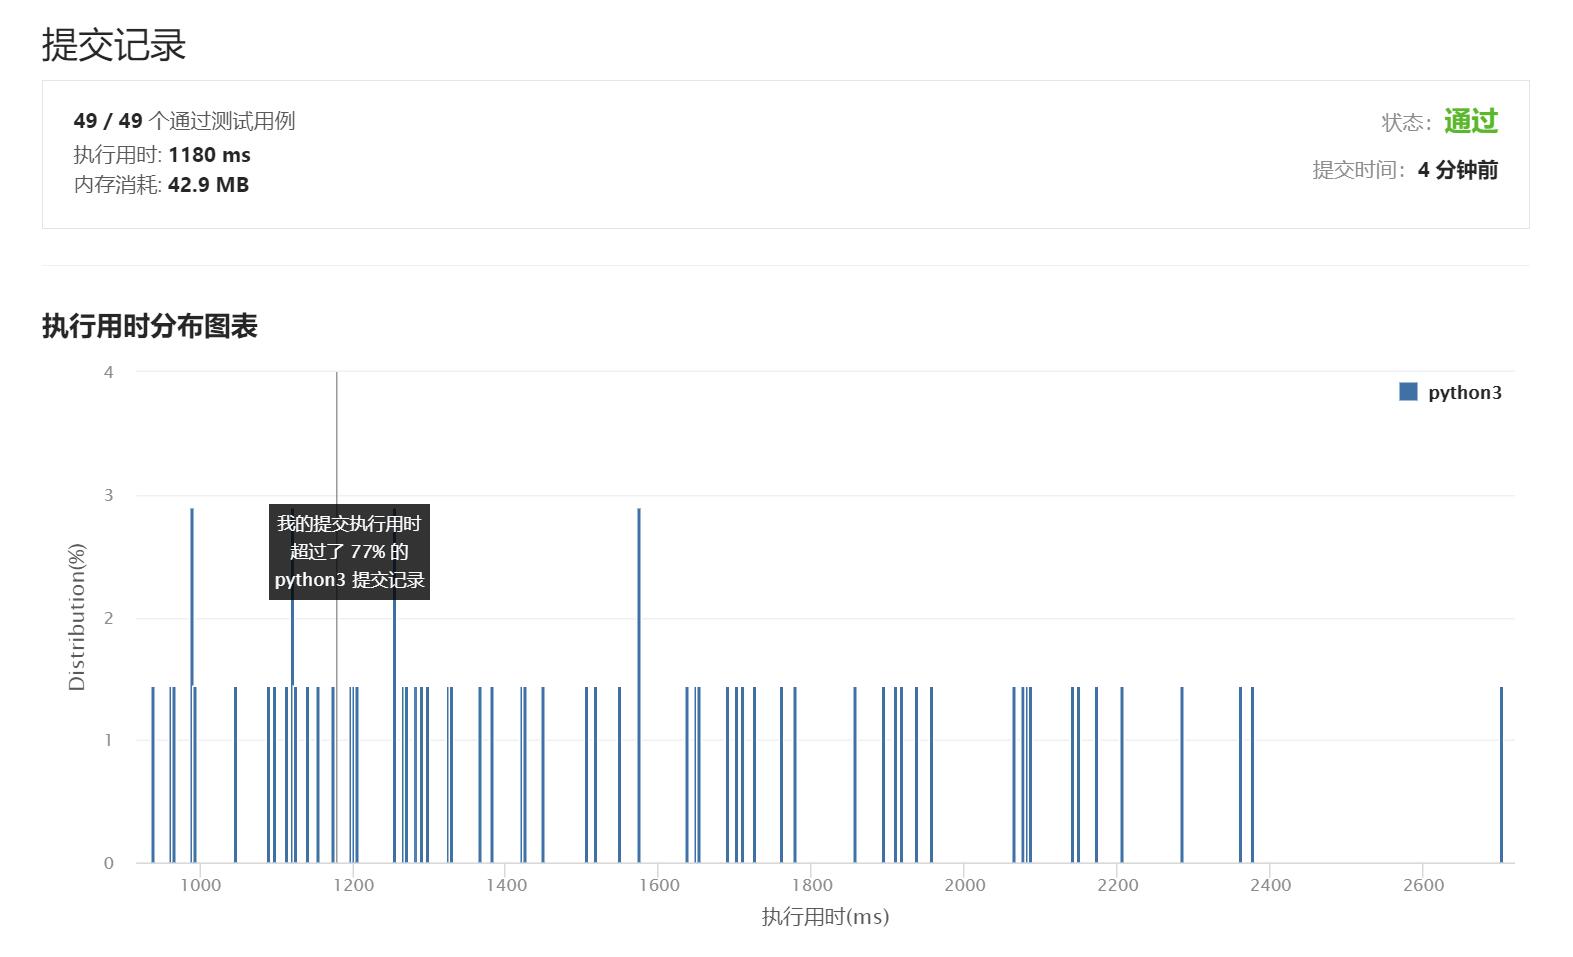 提交记录
49 / 49 个通过测试用例
状态：通过
执行用时: 1180 ms
提交时间：4 分钟前
内存消耗: 42.9 MB
执行用时分布图表
4
python3
3
我的提交执行用时
超过了 77% 的
python3 提交记录
Distribution(%)
2
1
0
1000 1200 1400 1600 1800 2000 2200 2400 2600
执行用时(ms)